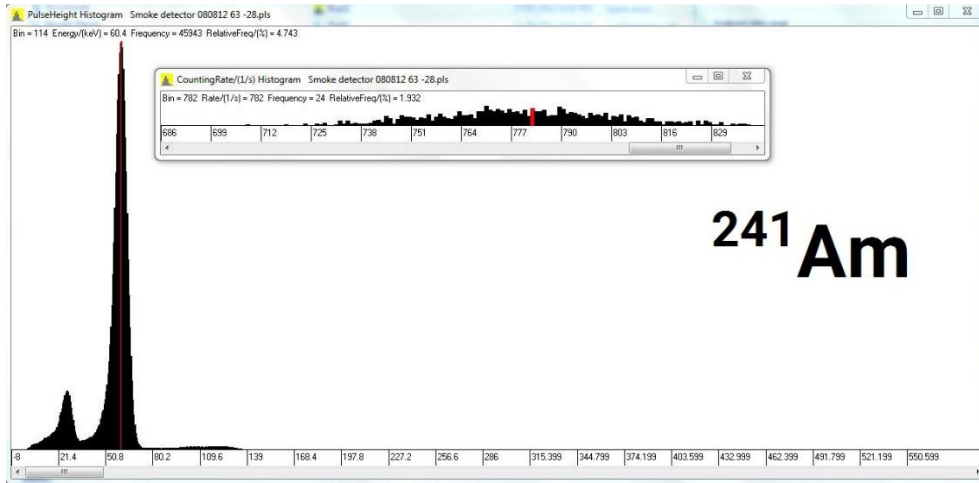 PulseHeight Histogram Smoke detector 080812 63 -28.pls
Bin = 114 Energy/(keV) = 60.4 Frequency = 45943 RelativeFreq/(%) = 4.743
CountingRate/(1/s) Histogram Smoke detector 080812 63 -28.pls
Bin = 782 Rate/(1/s) = 782 Frequency = 24 RelativeFreq/(%) = 1.932
686 699 712 725 738 751 764 777 790 803 816 829
241Am
-8 21.4 50.8 80.2 109.6 139 168.4 197.8 227.2 256.6 286 315.399 344.799 374.199 403.599 432.999 462.399 491.799 521.199 550.599